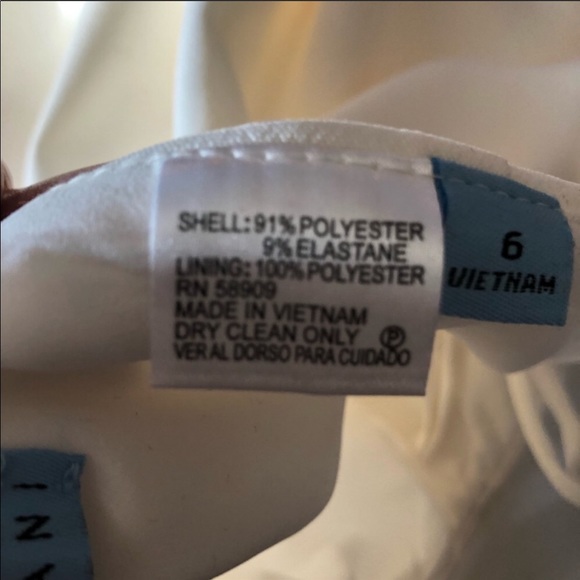 SHELL: 91% POLYESTER
9% ELASTANE
LINING: 100% POLYESTER
RN 58909
MADE IN VIETNAM
DRY CLEAN ONLY Ⓟ
VER AL DORSO PARA CUIDADO
6
VIETNAM
A N I